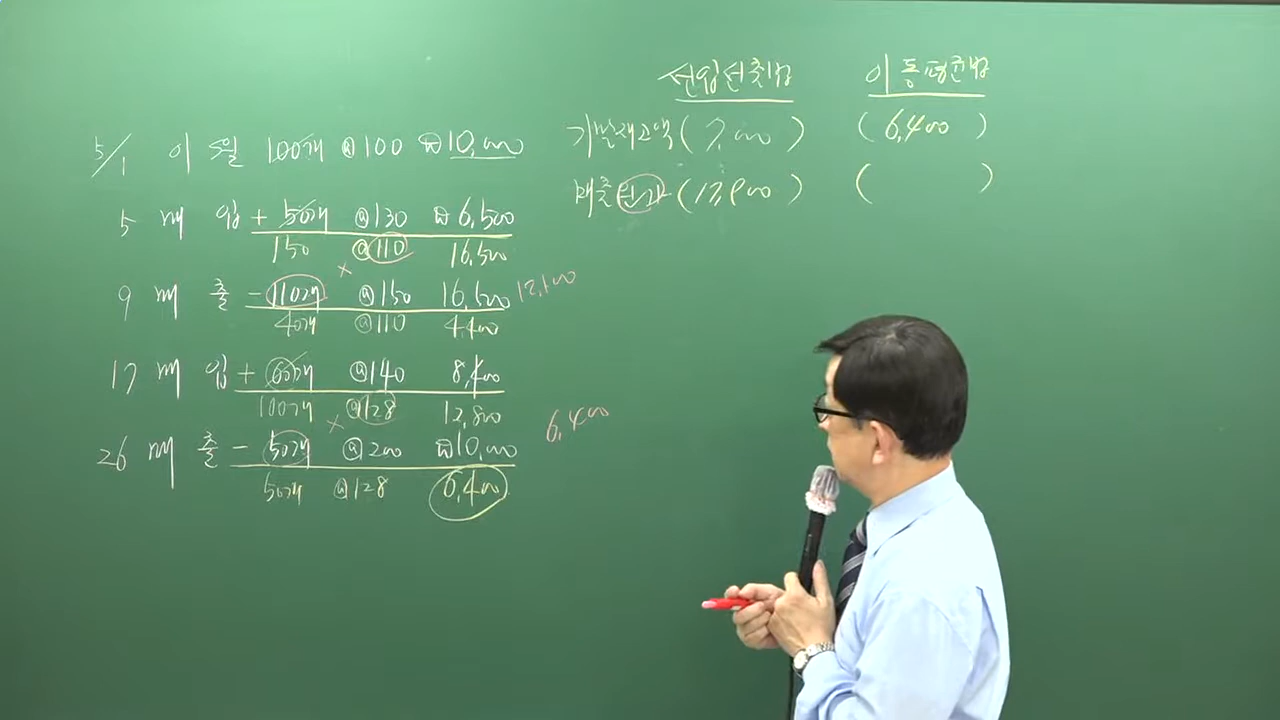 선입선출법 이동평균법
기말재고액 (7,000) (6,400)
매출원가 (17,900) ( )
5/1 이월 100개 @100 ₩10,000
5 매입 + 50개 @130 ₩6,500
150 @110 16,500
9 매출 - 110개 @150 16,500 12,100
40개 @110 4,400
17 매입 + 60개 @140 8,400
100개 @128 12,800
26 매출 - 50개 @200 ₩10,000 6,400
50개 @128 6,400